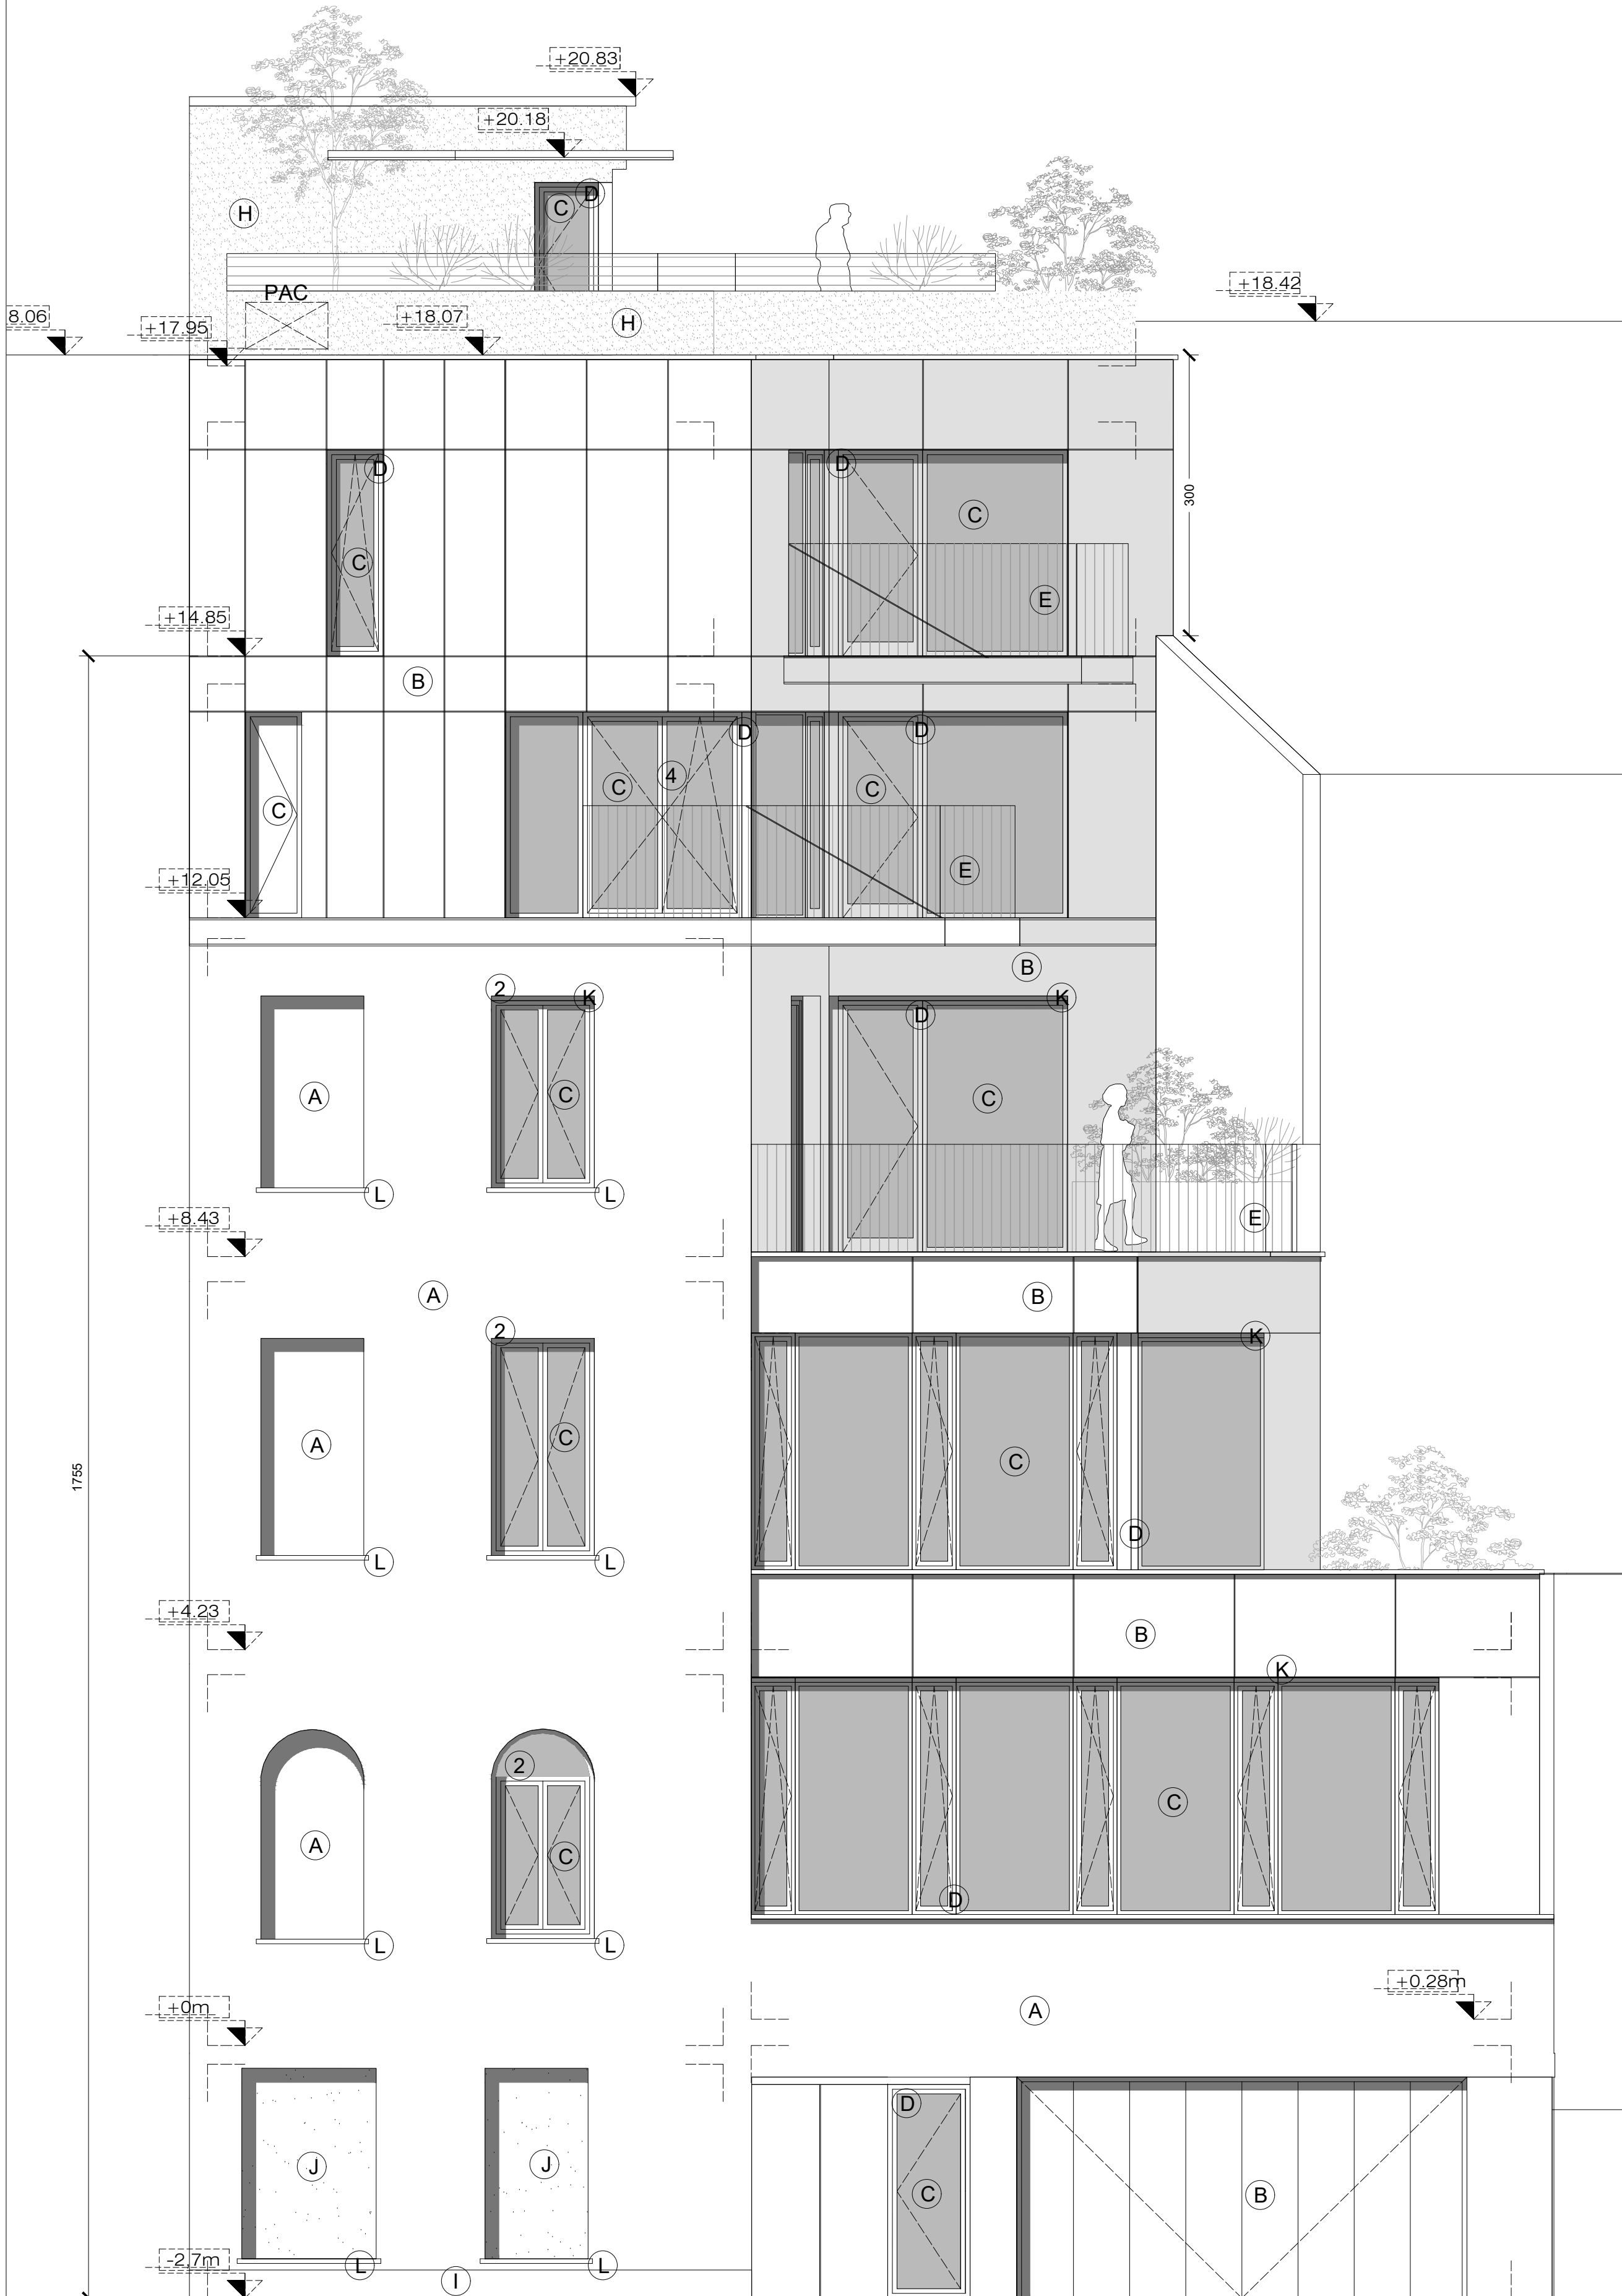 +20.83
+20.18
D
C
H
PAC
+18.42
8.06
+17.95
+18.07
H
D
D
C
300
C
E
+14.85
B
D
D
4
C
C
C
E
+12.05
B
2
K
K
D
A
C
C
L
L
+8.43
E
A
B
2
K
A
C
C
D
L
L
1755
+4.23
B
K
2
C
A
C
D
L
L
+0.28m
+0m
A
D
J
J
C
B
-2,7m
L
L
I